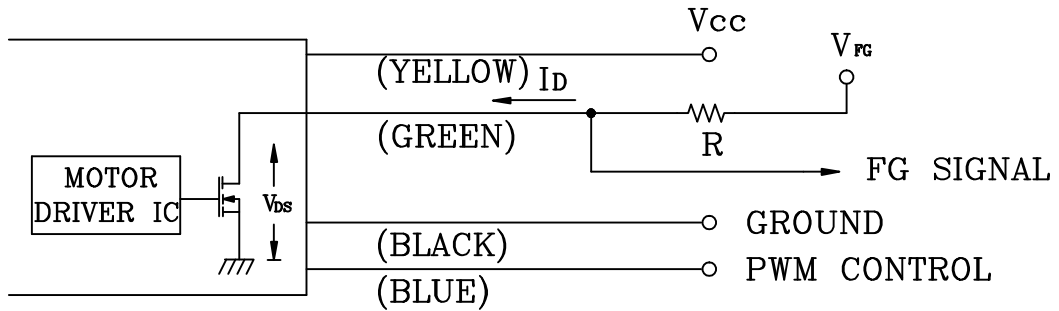 Vcc
VFG
(YELLOW)
ID
(GREEN)
R
FG SIGNAL
MOTOR
DRIVER IC
VDS
GROUND
(BLACK)
PWM CONTROL
(BLUE)